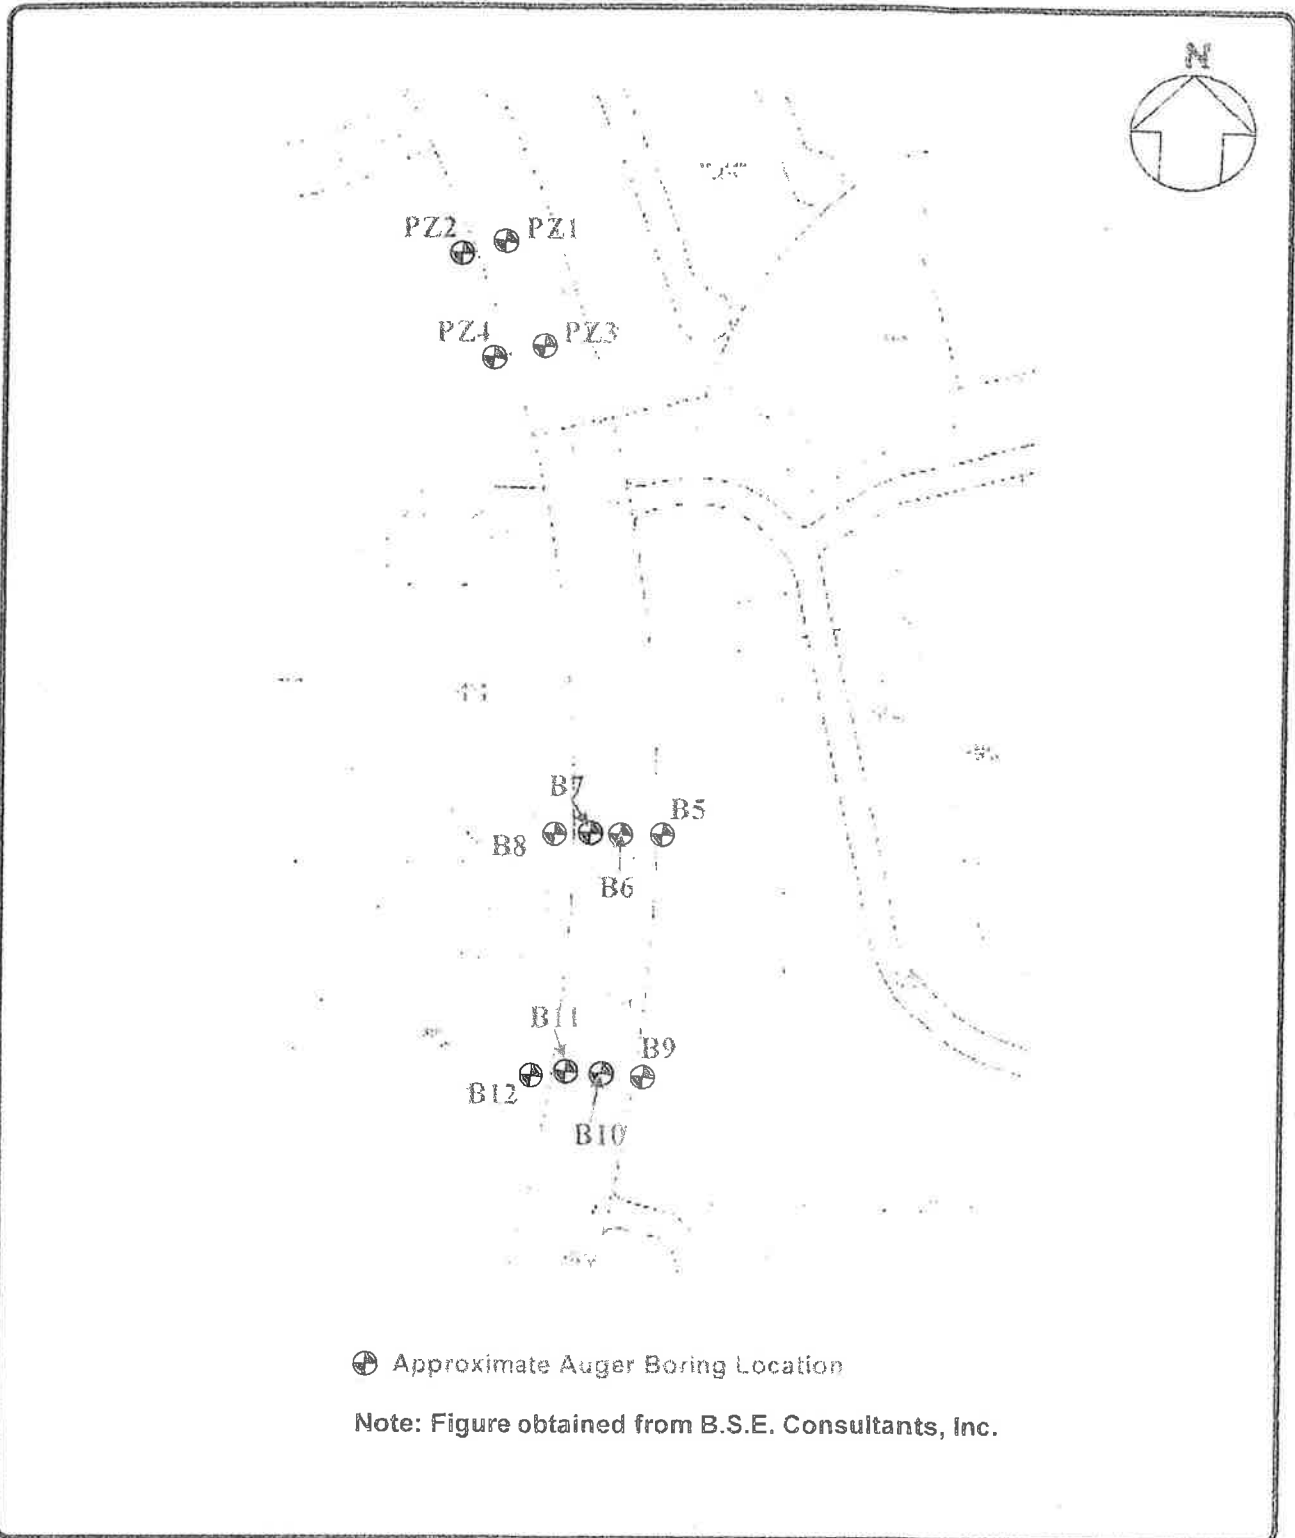 N
PZ2
PZ1
PZ4
PZ3
B7
B5
B8
B6
B11
B9
B12
B10
Approximate Auger Boring Location
Note: Figure obtained from B.S.E. Consultants, Inc.